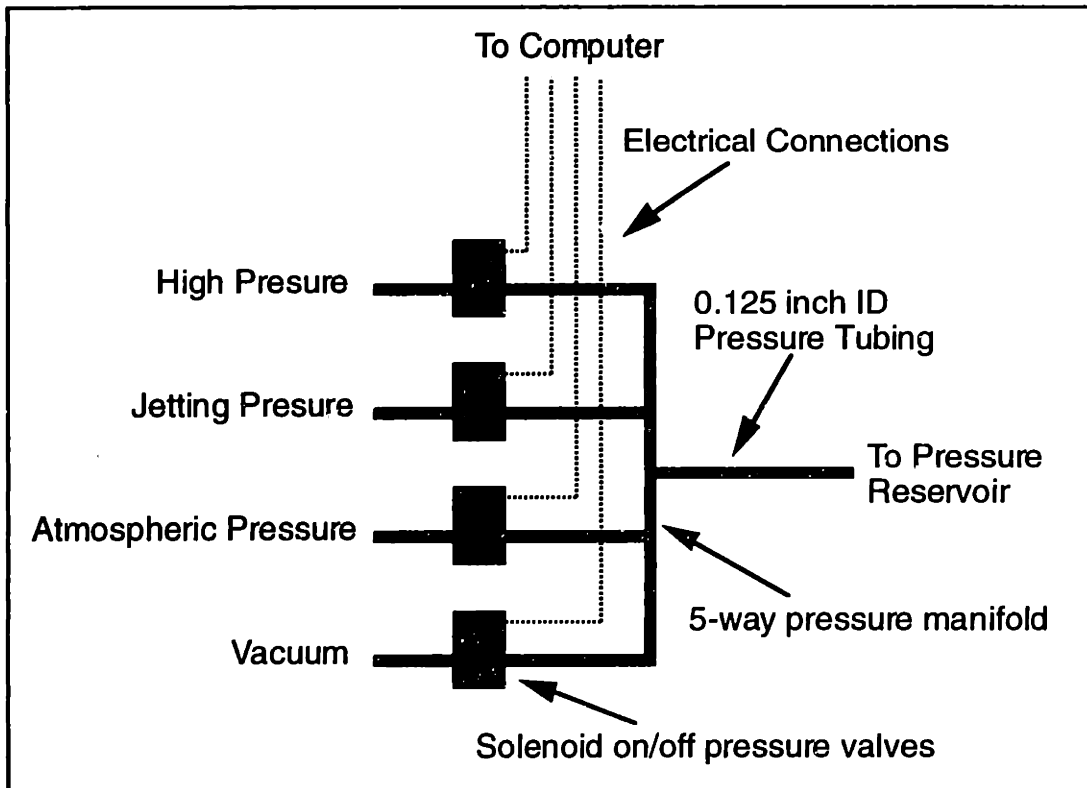 To Computer
Electrical Connections
High Presure
0.125 inch ID
Pressure Tubing
Jetting Presure
To Pressure
Reservoir
Atmospheric Pressure
5-way pressure manifold
Vacuum
Solenoid on/off pressure valves